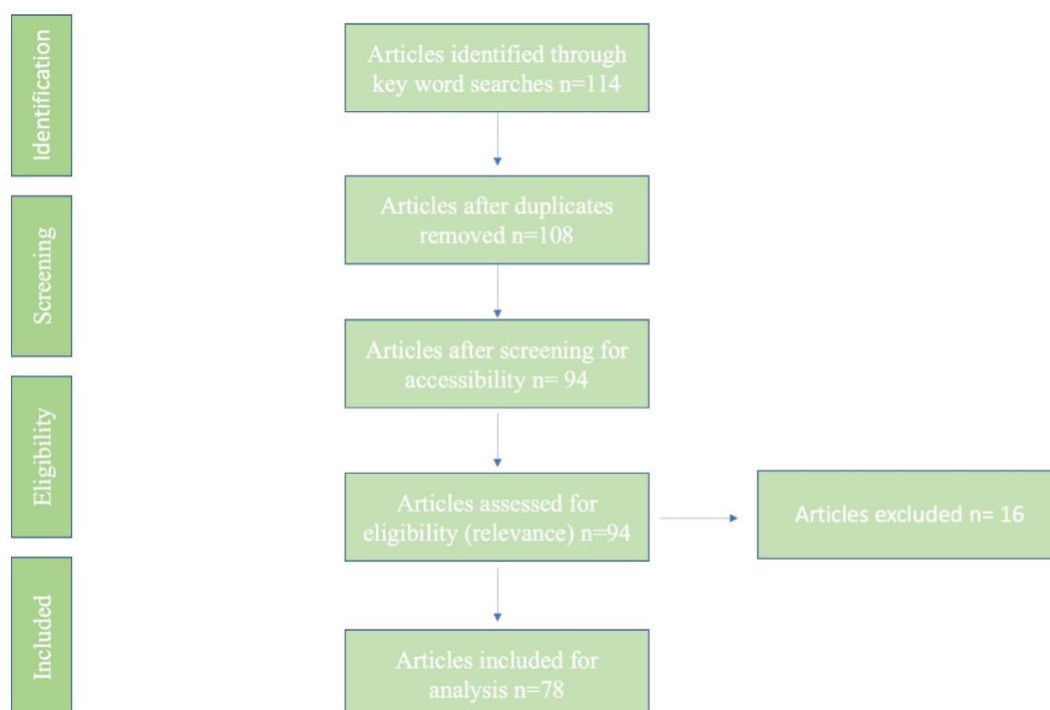 Identification
Articles identified through
key word searches n=114
Screening
Articles after duplicates
removed n=108
Articles after screening for
accessibility n= 94
Eligibility
Articles assessed for
eligibility (relevance) n=94
Articles excluded n= 16
Included
Articles included for
analysis n=78